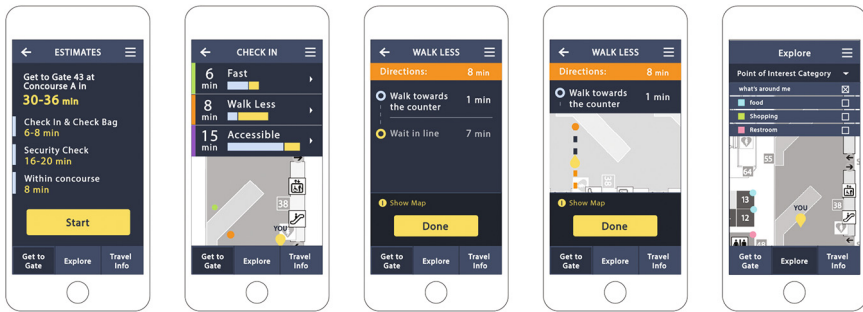 ESTIMATES
Get to Gate 43 at
Concourse A in
30-36 min
Check In & Check Bag
6-8 min
Security Check
16-20 min
Within concourse
8 min
Start
Get to
Gate
Explore
Travel
Info
CHECK IN
6
min
Fast
8
min
Walk Less
15
min
Accessible
38
YOU
Get to
Gate
Explore
Travel
Info
WALK LESS
Directions: 8 min
Walk towards
the counter
1 min
Wait in line 7 min
Show Map
Done
Get to
Gate
Explore
Travel
Info
WALK LESS
Directions: 8 min
Walk towards
the counter
1 min
Show Map
Done
Get to
Gate
Explore
Travel
Info
Explore
Point of Interest Category
what's around me
food
Shopping
Restroom
55
64
13
12
YOU
38
Get to
Gate
Explore
Travel
Info